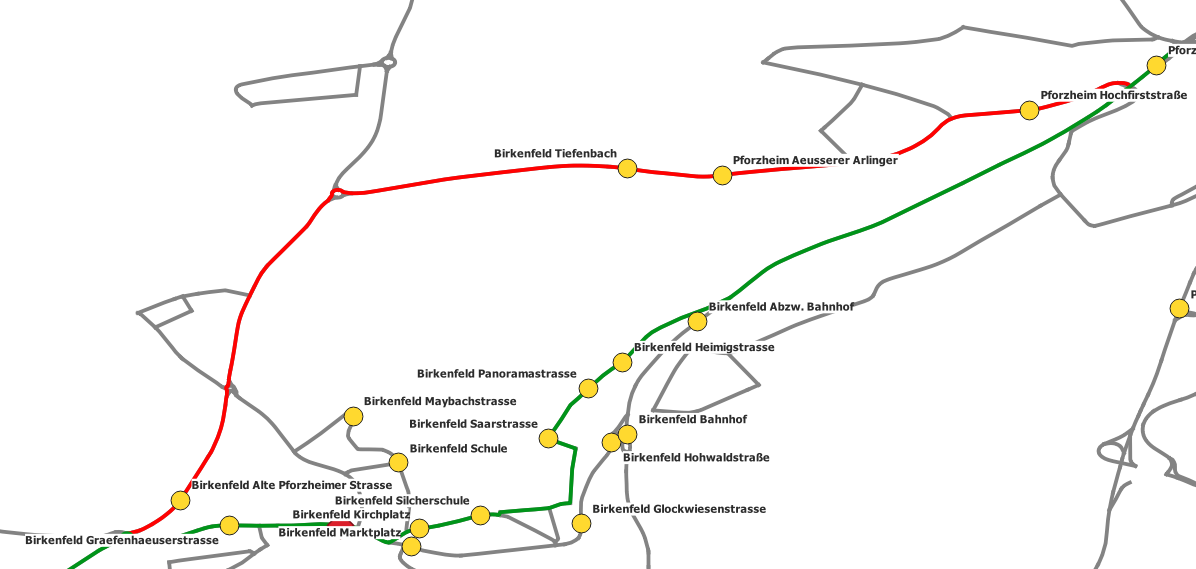 Pforz
Pforzheim Hochfirststraße
Birkenfeld Tiefenbach
Pforzheim Aeusserer Arlinger
P
Birkenfeld Abzw. Bahnhof
Birkenfeld Heimigstrasse
Birkenfeld Panoramastrasse
Birkenfeld Maybachstrasse
Birkenfeld Saarstrasse
Birkenfeld Bahnhof
Birkenfeld Schule
Birkenfeld Hohwaldstraße
Birkenfeld Alte Pforzheimer Strasse
Birkenfeld Silcherschule
Birkenfeld Glockwiesenstrasse
Birkenfeld Kirchplatz
Birkenfeld Marktplatz
Birkenfeld Graefenhaeuserstrasse